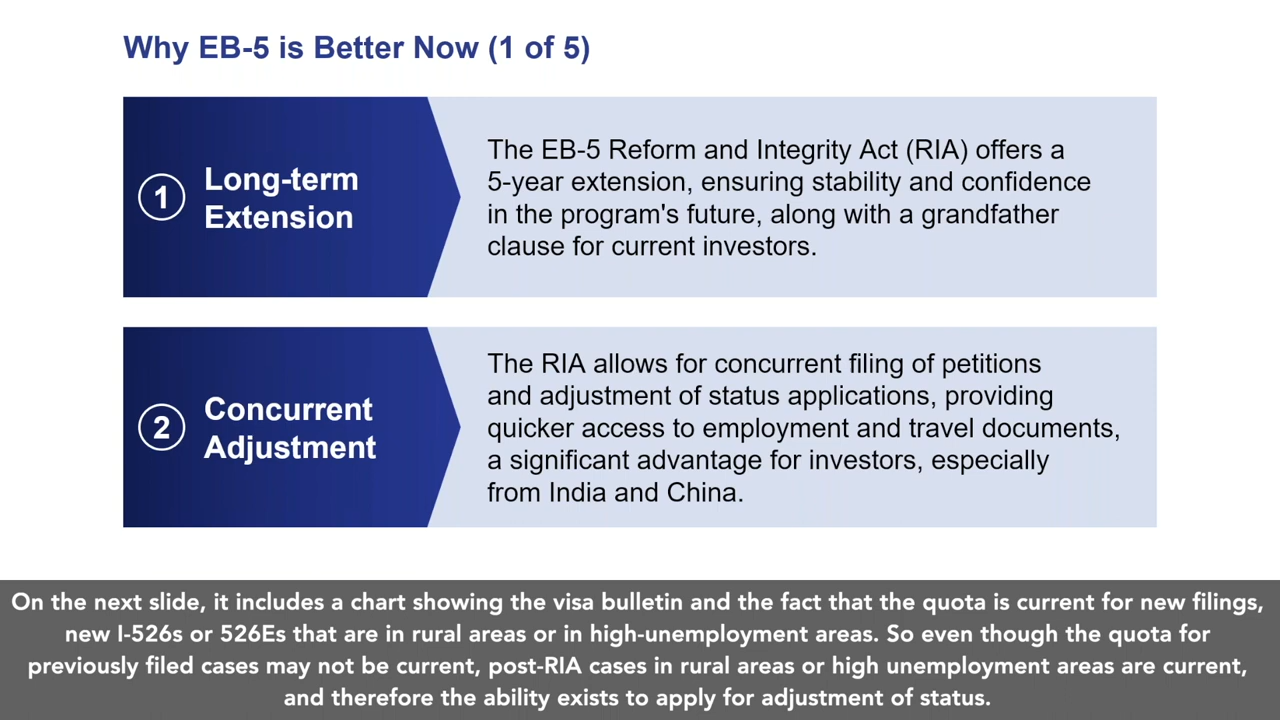 Why EB-5 is Better Now (1 of 5)
1
Long-term
Extension
The EB-5 Reform and Integrity Act (RIA) offers a
5-year extension, ensuring stability and confidence
in the program's future, along with a grandfather
clause for current investors.
2
Concurrent
Adjustment
The RIA allows for concurrent filing of petitions
and adjustment of status applications, providing
quicker access to employment and travel documents,
a significant advantage for investors, especially
from India and China.
On the next slide, it includes a chart showing the visa bulletin and the fact that the quota is current for new filings,
new I-526s or 526Es that are in rural areas or in high-unemployment areas. So even though the quota for
previously filed cases may not be current, post-RIA cases in rural areas or high unemployment areas are current,
and therefore the ability exists to apply for adjustment of status.